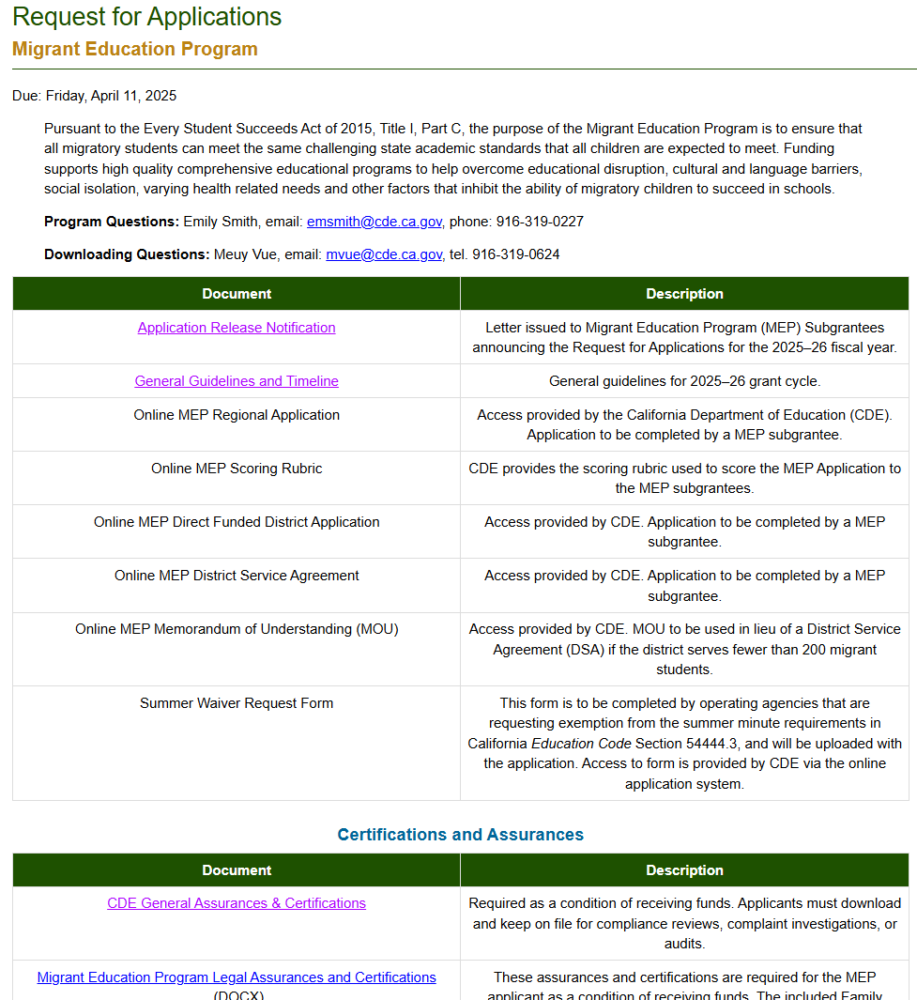 Request for Applications
Migrant Education Program
Due: Friday, April 11, 2025
Pursuant to the Every Student Succeeds Act of 2015, Title I, Part C, the purpose of the Migrant Education Program is to ensure that
all migratory students can meet the same challenging state academic standards that all children are expected to meet. Funding
supports high quality comprehensive educational programs to help overcome educational disruption, cultural and language barriers,
social isolation, varying health related needs and other factors that inhibit the ability of migratory children to succeed in schools.
Program Questions: Emily Smith, email: emsmith@cde.ca.gov, phone: 916-319-0227
Downloading Questions: Meuy Vue, email: mvue@cde.ca.gov, tel. 916-319-0624
Document
Description
Application Release Notification
Letter issued to Migrant Education Program (MEP) Subgrantees
announcing the Request for Applications for the 2025–26 fiscal year.
General Guidelines and Timeline
General guidelines for 2025–26 grant cycle.
Online MEP Regional Application
Access provided by the California Department of Education (CDE).
Application to be completed by a MEP subgrantee.
Online MEP Scoring Rubric
CDE provides the scoring rubric used to score the MEP Application to
the MEP subgrantees.
Online MEP Direct Funded District Application
Access provided by CDE. Application to be completed by a MEP
subgrantee.
Online MEP District Service Agreement
Access provided by CDE. Application to be completed by a MEP
subgrantee.
Online MEP Memorandum of Understanding (MOU)
Access provided by CDE. MOU to be used in lieu of a District Service
Agreement (DSA) if the district serves fewer than 200 migrant
students.
Summer Waiver Request Form
This form is to be completed by operating agencies that are
requesting exemption from the summer minute requirements in
California Education Code Section 54444.3, and will be uploaded with
the application. Access to form is provided by CDE via the online
application system.
Certifications and Assurances
Document
Description
CDE General Assurances & Certifications
Required as a condition of receiving funds. Applicants must download
and keep on file for compliance reviews, complaint investigations, or
audits.
Migrant Education Program Legal Assurances and Certifications
(DOCX)
These assurances and certifications are required for the MEP
applicant as a condition of receiving funds. The included Family